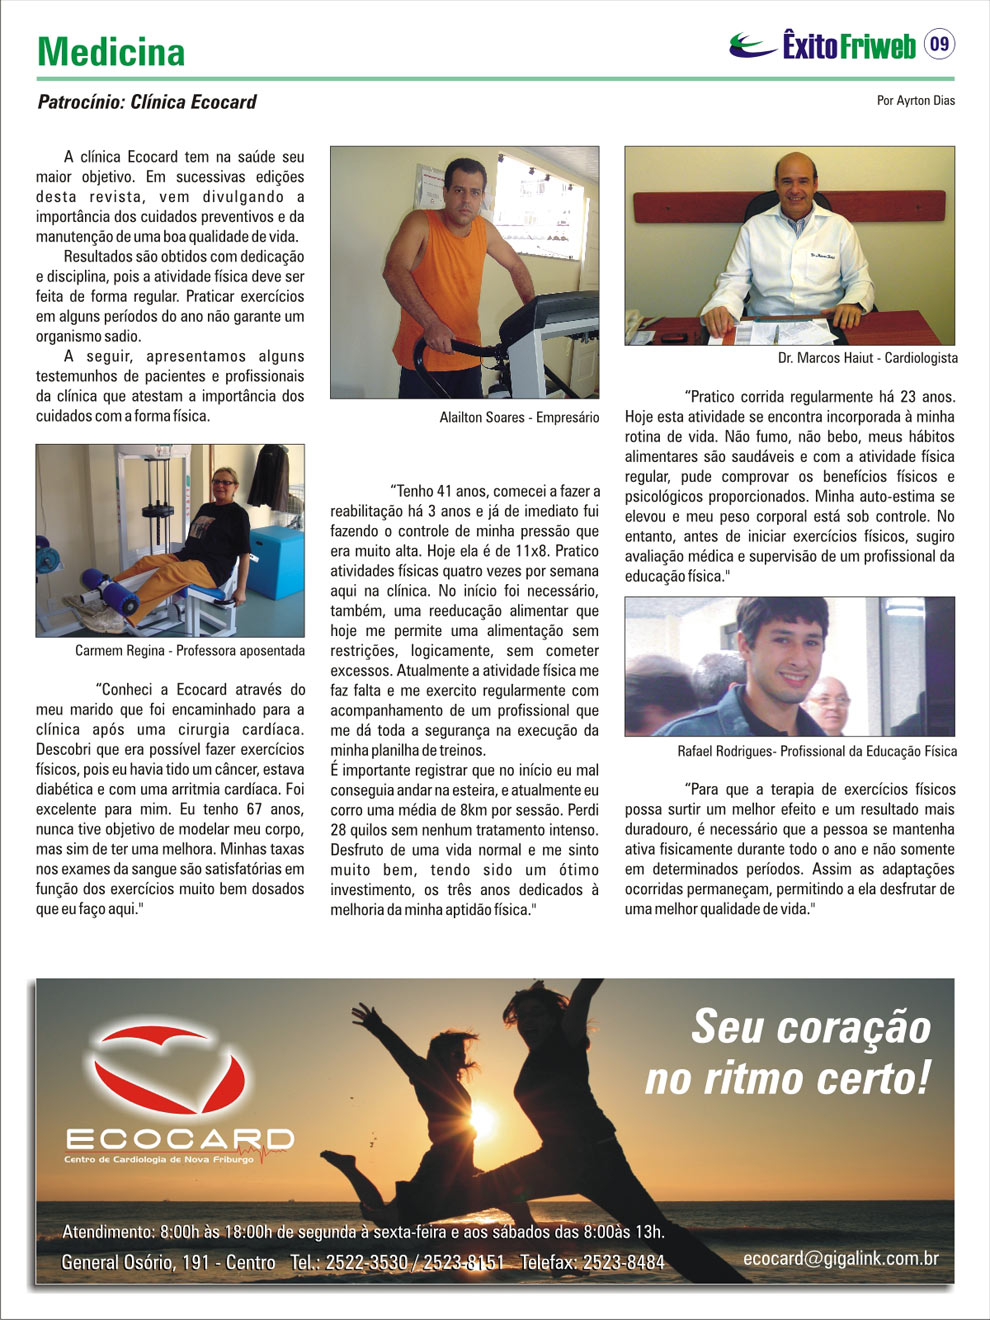 Medicina
ÊxitoFriweb 09
Patrocínio: Clínica Ecocard
Por Ayrton Dias
A clínica Ecocard tem na saúde seu
maior objetivo. Em sucessivas edições
desta revista, vem divulgando a
importância dos cuidados preventivos e da
manutenção de uma boa qualidade de vida.
Resultados são obtidos com dedicação
e disciplina, pois a atividade física deve ser
feita de forma regular. Praticar exercícios
em alguns períodos do ano não garante um
organismo sadio.
A seguir, apresentamos alguns
testemunhos de pacientes e profissionais
da clínica que atestam a importância dos
cuidados com a forma física.
Carmem Regina - Professora aposentada
“Conheci a Ecocard através do
meu marido que foi encaminhado para a
clínica após uma cirurgia cardíaca.
Descobri que era possível fazer exercícios
físicos, pois eu havia tido um câncer, estava
diabética e com uma arritmia cardíaca. Foi
excelente para mim. Eu tenho 67 anos,
nunca tive objetivo de modelar meu corpo,
mas sim de ter uma melhora. Minhas taxas
nos exames da sangue são satisfatórias em
função dos exercícios muito bem dosados
que eu faço aqui."
Alailton Soares - Empresário
“Tenho 41 anos, comecei a fazer a
reabilitação há 3 anos e já de imediato fui
fazendo o controle de minha pressão que
era muito alta. Hoje ela é de 11x8. Pratico
atividades físicas quatro vezes por semana
aqui na clínica. No início foi necessário,
também, uma reeducação alimentar que
hoje me permite uma alimentação sem
restrições, logicamente, sem cometer
excessos. Atualmente a atividade física me
faz falta e me exercito regularmente com
acompanhamento de um profissional que
me dá toda a segurança na execução da
minha planilha de treinos.
É importante registrar que no início eu mal
conseguia andar na esteira, e atualmente eu
corro uma média de 8km por sessão. Perdi
28 quilos sem nenhum tratamento intenso.
Desfruto de uma vida normal e me sinto
muito bem, tendo sido um ótimo
investimento, os três anos dedicados à
melhoria da minha aptidão física."
Dr. Marcos Haiut - Cardiologista
“Pratico corrida regularmente há 23 anos.
Hoje esta atividade se encontra incorporada à minha
rotina de vida. Não fumo, não bebo, meus hábitos
alimentares são saudáveis e com a atividade física
regular, pude comprovar os benefícios físicos e
psicológicos proporcionados. Minha auto-estima se
elevou e meu peso corporal está sob controle. No
entanto, antes de iniciar exercícios físicos, sugiro
avaliação médica e supervisão de um profissional da
educação física."
Rafael Rodrigues- Profissional da Educação Física
“Para que a terapia de exercícios físicos
possa surtir um melhor efeito e um resultado mais
duradouro, é necessário que a pessoa se mantenha
ativa fisicamente durante todo o ano e não somente
em determinados períodos. Assim as adaptações
ocorridas permaneçam, permitindo a ela desfrutar de
uma melhor qualidade de vida."
Seu coração
no ritmo certo!
ECOCARD
Centro de Cardiologia de Nova Friburgo
Atendimento: 8:00h às 18:00h de segunda à sexta-feira e aos sábados das 8:00às 13h.
General Osório, 191 - Centro Tel.: 2522-3530 / 2523-8151 Telefax: 2523-8484
ecocard@gigalink.com.br